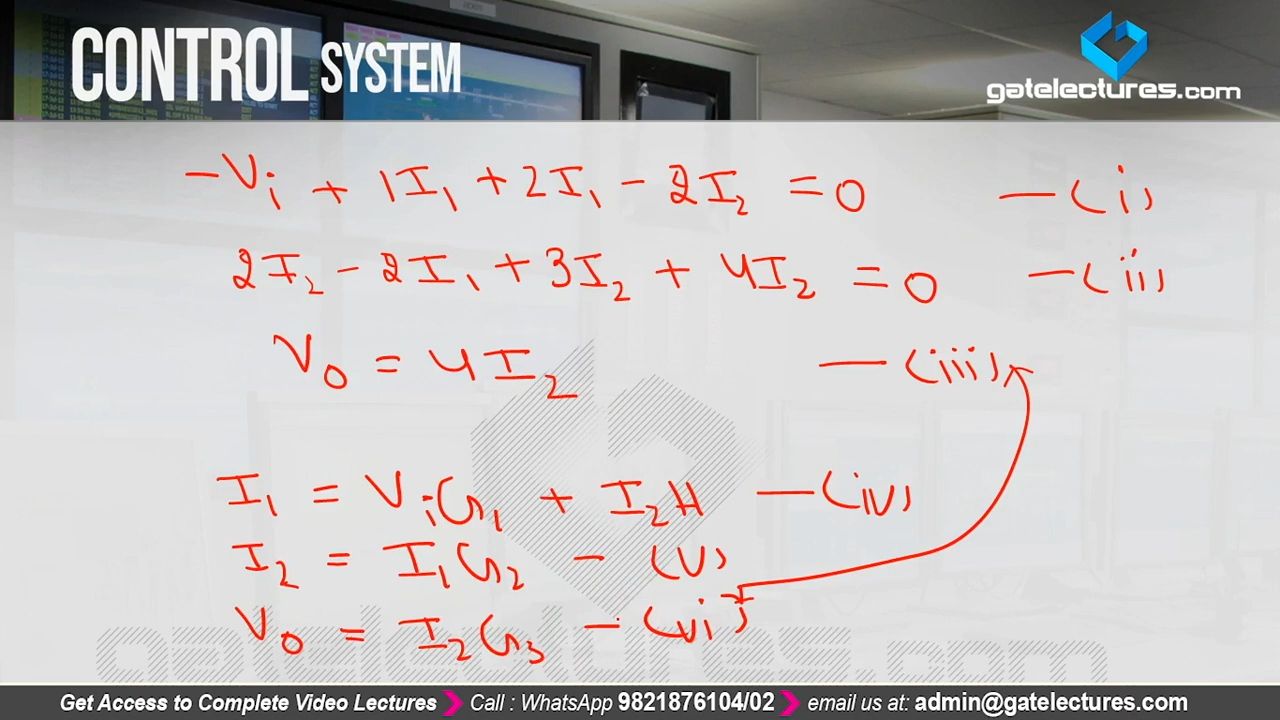 CONTROL SYSTEM
gatelectures.com
-Vi + 1I₁ + 2I₁ - 2I₂ = 0 —(i)
2I₂ - 2I₁ + 3I₂ + 4I₂ = 0 —(ii)
V₀ = 4I₂ —(iii)
I₁ = ViG₁ + I₂H —(iv)
I₂ = I₁G₂ - (v)
V₀ = I₂G₃ - (vi)
gatelectures.com
Get Access to Complete Video Lectures Call : WhatsApp 9821876104/02 email us at: admin@gatelectures.com